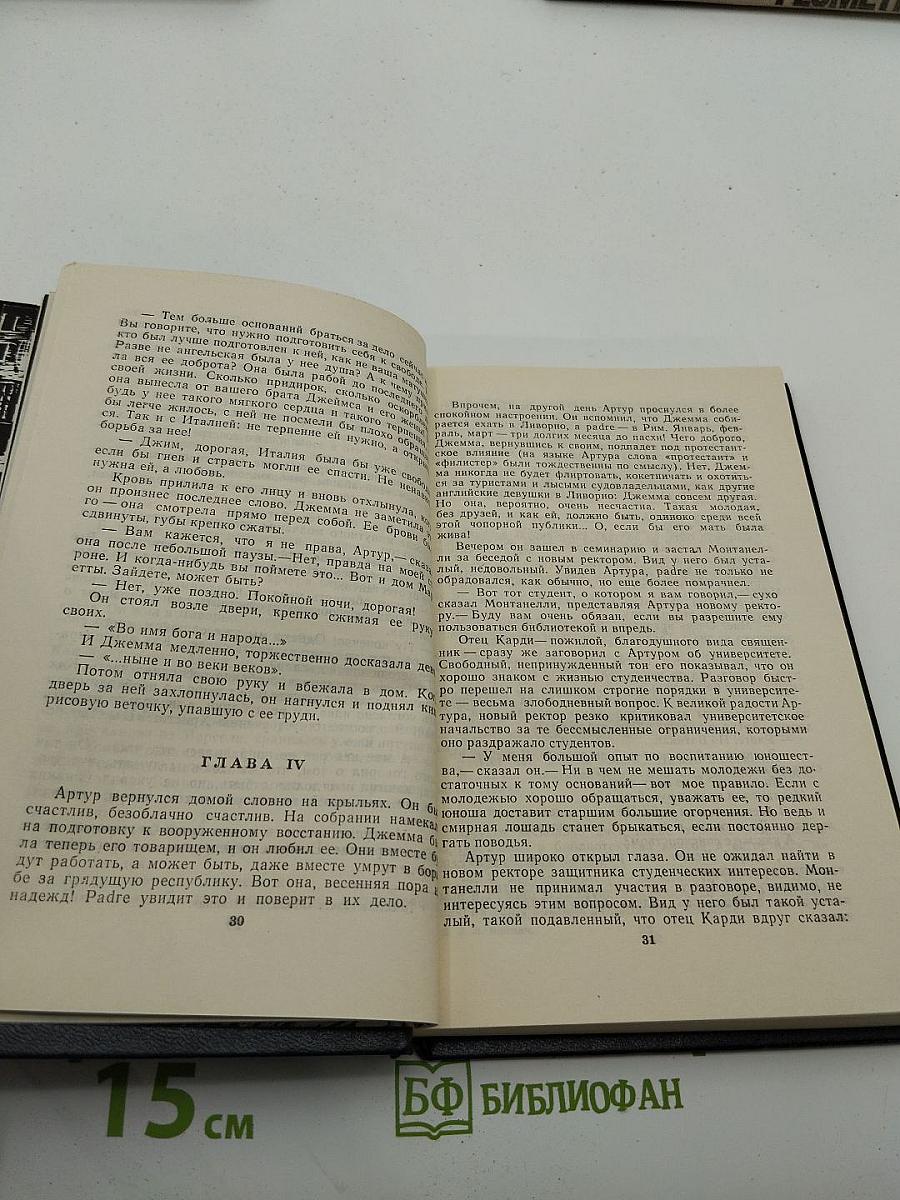 — Тем больше оснований браться за дело сейчас.
Вы говорите, что нужно подготовить себя к свободе,
кто был лучше подготовлен к ней, как не ваша мать?
Разве не ангельская была у нее душа? А к чему
ла вся ее доброта? Она была рабой до последнего
своей жизни. Сколько придирок, сколько
она вынесла от вашего брата Джеймса и его жены!
будь у нее такого мягкого сердца и такого терпения,
бы легче жилось, с ней не посмели бы плохо
ся. Так и с Италией: не терпение ей нужно, а
борьба за нее!
— Джим, дорогая, Италия была бы уже
если бы гнев и страсть могли ее спасти. Не
нужна ей, а любовь.
Кровь прилила к его лицу и вновь отхлынула,
он произнес последнее слово. Джемма не заметила
го — она смотрела прямо перед собой. Ее брови
сдвинуты, губы крепко сжаты.
— Вам кажется, что я не права, Артур,—
она после небольшой паузы.—Нет, правда на моей
роне. И когда-нибудь вы поймете это... Вот и дом
етты. Зайдете, может быть?
— Нет, уже поздно. Покойной ночи, дорогая!
Он стоял возле двери, крепко сжимая ее руку
своих.
— «Во имя бога и народа...»
И Джемма медленно, торжественно досказала
— «...ныне и во веки веков».
Потом отняла свою руку и вбежала в дом.
дверь за ней захлопнулась, он нагнулся и поднял
рисовую веточку, упавшую с ее груди.
ГЛАВА IV
Артур вернулся домой словно на крыльях. Он
счастлив, безоблачно счастлив. На собрании
на подготовку к вооруженному восстанию. Джемма
ла теперь его товарищем, и он любил ее. Они вместе
дут работать, а может быть, даже вместе умрут в
бе за грядущую республику. Вот она, весенняя пора
надежд! Padre увидит это и поверит в их дело.
30
Впрочем, на другой день Артур проснулся в более
спокойном настроении. Он вспомнил, что Джемма соби-
рается ехать в Ливорно, а padre — в Рим. Январь, фев-
раль, март — три долгих месяца до пасхи! Чего доброго,
Джемма, вернувшись к своим, подпадет под протестант-
ское влияние (на языке Артура слова «протестант» и
«филистер» были тождественны по смыслу). Нет, Джем-
ма никогда не будет флиртовать, кокетничать и охотить-
ся за туристами и лысыми судовладельцами, как другие
английские девушки в Ливорно: Джемма совсем другая.
Но она, вероятно, очень несчастна. Такая молодая,
без друзей, и как ей, должно быть, одиноко среди всей
этой чопорной публики... О, если бы его мать была
жива!
Вечером он зашел в семинарию и застал Монтанел-
ли за беседой с новым ректором. Вид у него был уста-
лый, недовольный. Увидев Артура, padre не только не
обрадовался, как обычно, но еще более помрачнел.
— Вот тот студент, о котором я вам говорил,— сухо
сказал Монтанелли, представляя Артура новому ректо-
ру.— Буду вам очень обязан, если вы разрешите ему
пользоваться библиотекой и впредь.
Отец Карди— пожилой, благодушного вида священ-
ник — сразу же заговорил с Артуром об университете.
Свободный, непринужденный тон его показывал, что он
хорошо знаком с жизнью студенчества. Разговор быст-
ро перешел на слишком строгие порядки в университе-
те — весьма злободневный вопрос. К великой радости Ар-
тура, новый ректор резко критиковал университетское
начальство за те бессмысленные ограничения, которыми
оно раздражало студентов.
— У меня большой опыт по воспитанию юношест-
ва,— сказал он.— Ни в чем не мешать молодежи без до-
статочных к тому оснований— вот мое правило. Если с
молодежью хорошо обращаться, уважать ее, то редкий
юноша доставит старшим большие огорчения. Но ведь и
смирная лошадь станет брыкаться, если постоянно дер-
гать поводья.
Артур широко открыл глаза. Он не ожидал найти в
новом ректоре защитника студенческих интересов. Мон-
танелли не принимал участия в разговоре, видимо, не
интересуясь этим вопросом. Вид у него был такой уста-
лый, такой подавленный, что отец Карди вдруг сказал:
31
15 см
БФ БИБЛИОФАН